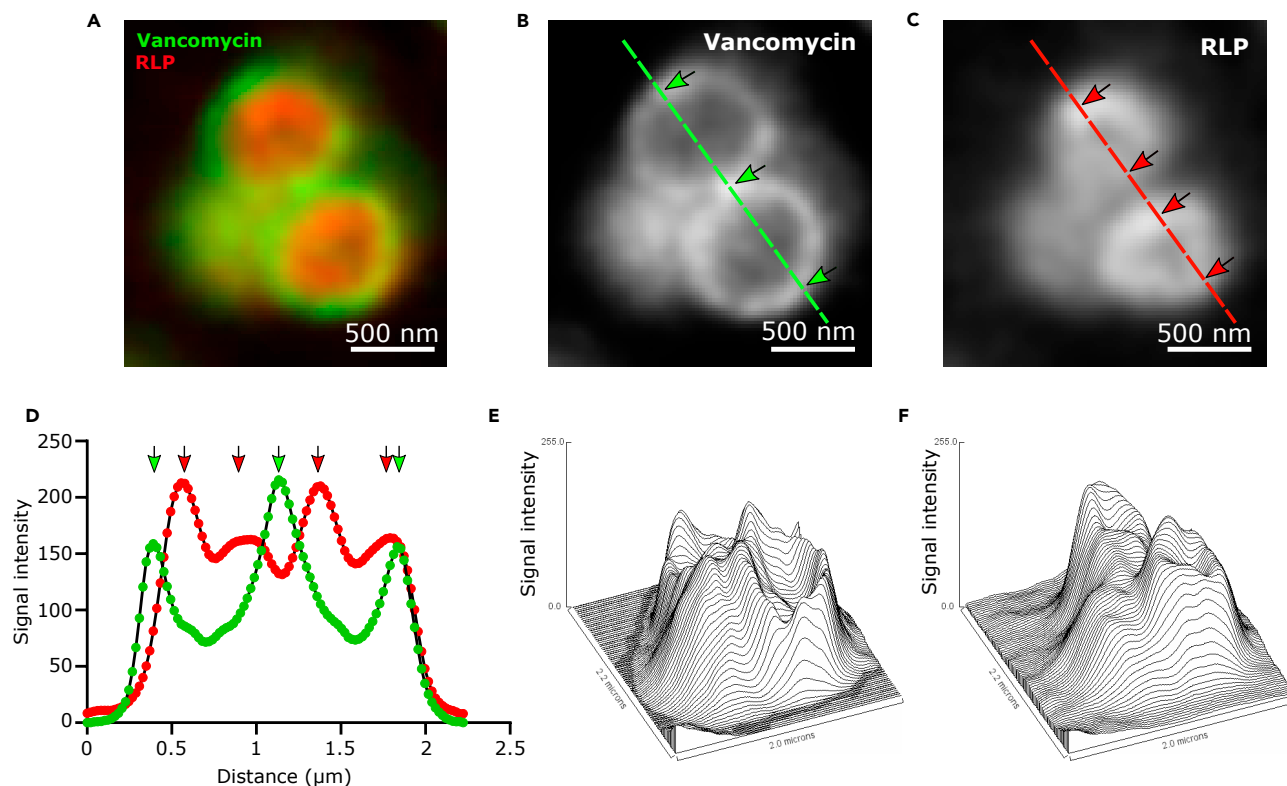 A
Vancomycin
RLP
500 nm
B
Vancomycin
500 nm
C
RLP
500 nm
D
Signal intensity
250
200
150
100
50
0
0 0.5 1 1.5 2 2.5
Distance (µm)
E
Signal intensity
255.0
0.0
2.2 microns
2.0 microns
F
Signal intensity
255.0
0.0
2.2 microns
2.0 microns